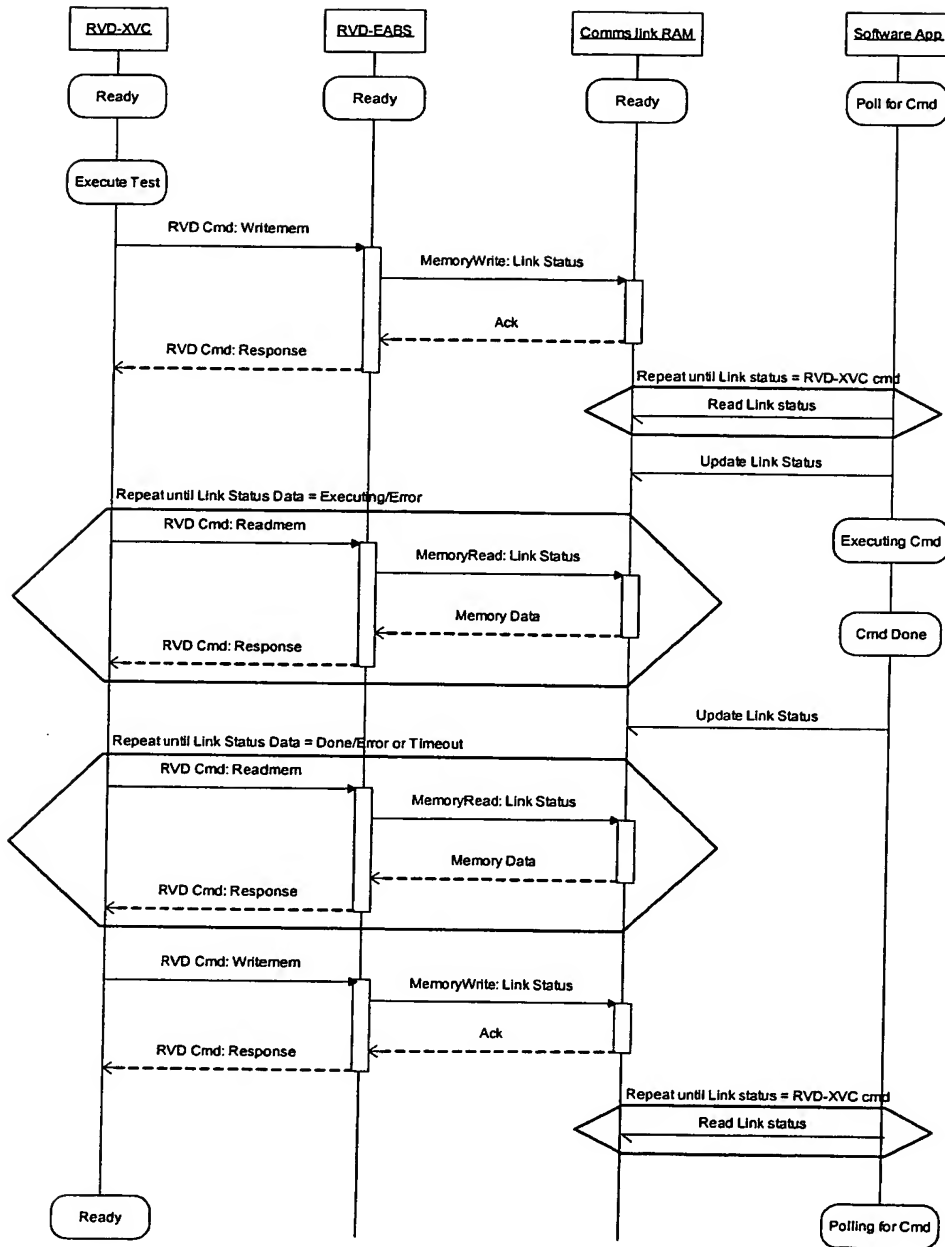 RVD-XVC
RVD-EABS
Comms link RAM
Software App
Ready
Ready
Ready
Poll for Cmd
Execute Test
RVD Cmd: Writemem
MemoryWrite: Link Status
Ack
RVD Cmd: Response
Repeat until Link status = RVD-XVC cmd
Read Link status
Update Link Status
Repeat until Link Status Data = Executing/Error
RVD Cmd: Readmem
Executing Cmd
MemoryRead: Link Status
Memory Data
Cmd Done
RVD Cmd: Response
Update Link Status
Repeat until Link Status Data = Done/Error or Timeout
RVD Cmd: Readmem
MemoryRead: Link Status
Memory Data
RVD Cmd: Response
RVD Cmd: Writemem
MemoryWrite: Link Status
Ack
RVD Cmd: Response
Repeat until Link status = RVD-XVC cmd
Read Link status
Ready
Polling for Cmd